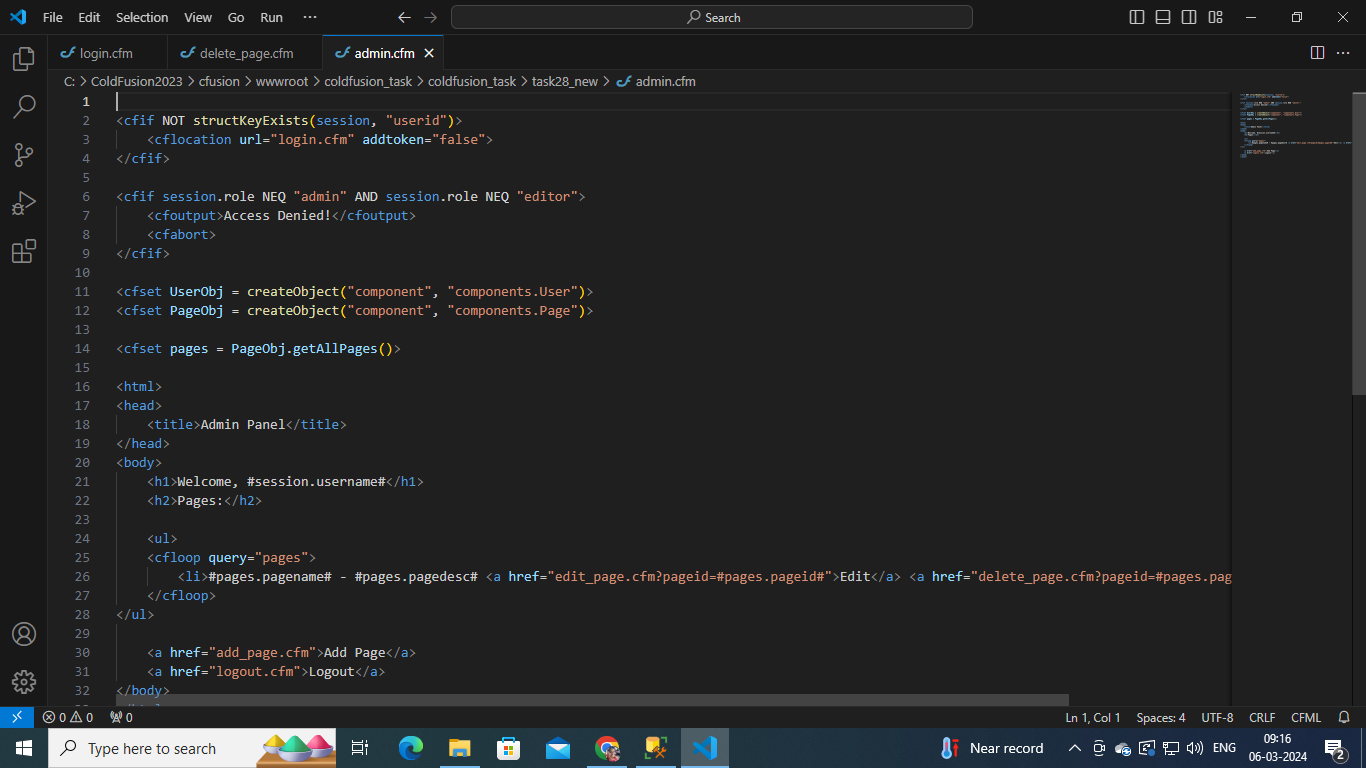 File Edit Selection View Go Run ··· Search
login.cfm delete_page.cfm admin.cfm
C: > ColdFusion2023 > cfusion > wwwroot > coldfusion_task > coldfusion_task > task28_new > admin.cfm
1
2 <cfif NOT structKeyExists(session, "userid")>
3 <cflocation url="login.cfm" addtoken="false">
4 </cfif>
5
6 <cfif session.role NEQ "admin" AND session.role NEQ "editor">
7 <cfoutput>Access Denied!</cfoutput>
8 <cfabort>
9 </cfif>
10
11 <cfset UserObj = createObject("component", "components.User")>
12 <cfset PageObj = createObject("component", "components.Page")>
13
14 <cfset pages = PageObj.getAllPages()>
15
16 <html>
17 <head>
18 <title>Admin Panel</title>
19 </head>
20 <body>
21 <h1>Welcome, #session.username#</h1>
22 <h2>Pages:</h2>
23
24 <ul>
25 <cfloop query="pages">
26 <li>#pages.pagename# - #pages.pagedesc# <a href="edit_page.cfm?pageid=#pages.pageid#">Edit</a> <a href="delete_page.cfm?pageid=#pages.pag
27 </cfloop>
28 </ul>
29
30 <a href="add_page.cfm">Add Page</a>
31 <a href="logout.cfm">Logout</a>
32 </body>
0 0 0 Ln 1, Col 1 Spaces: 4 UTF-8 CRLF CFML
Type here to search Near record ENG 09:16
06-03-2024 2